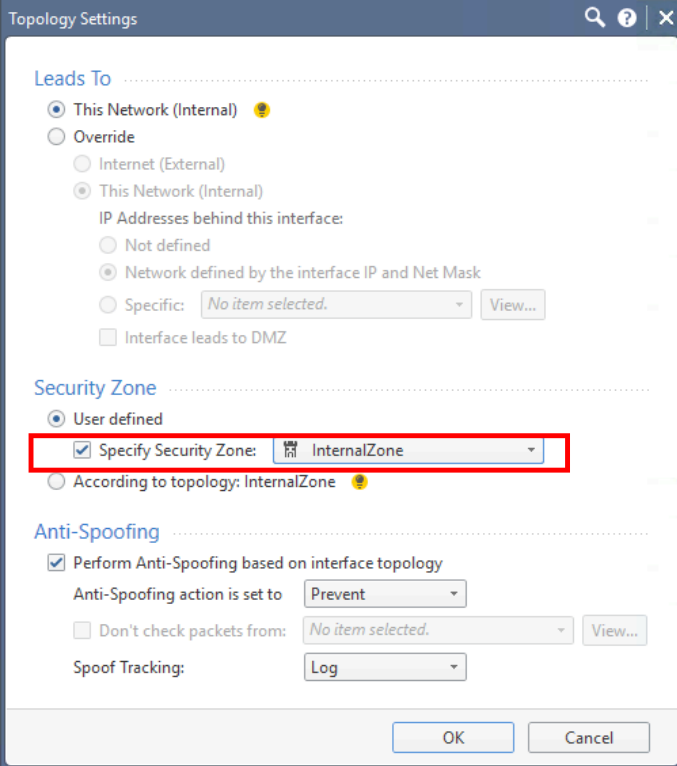 Topology Settings
Leads To
This Network (Internal)
Override
Internet (External)
This Network (Internal)
IP Addresses behind this interface:
Not defined
Network defined by the interface IP and Net Mask
Specific: No item selected. View...
Interface leads to DMZ
Security Zone
User defined
Specify Security Zone: InternalZone
According to topology: InternalZone
Anti-Spoofing
Perform Anti-Spoofing based on interface topology
Anti-Spoofing action is set to Prevent
Don't check packets from: No item selected. View...
Spoof Tracking: Log
OK Cancel